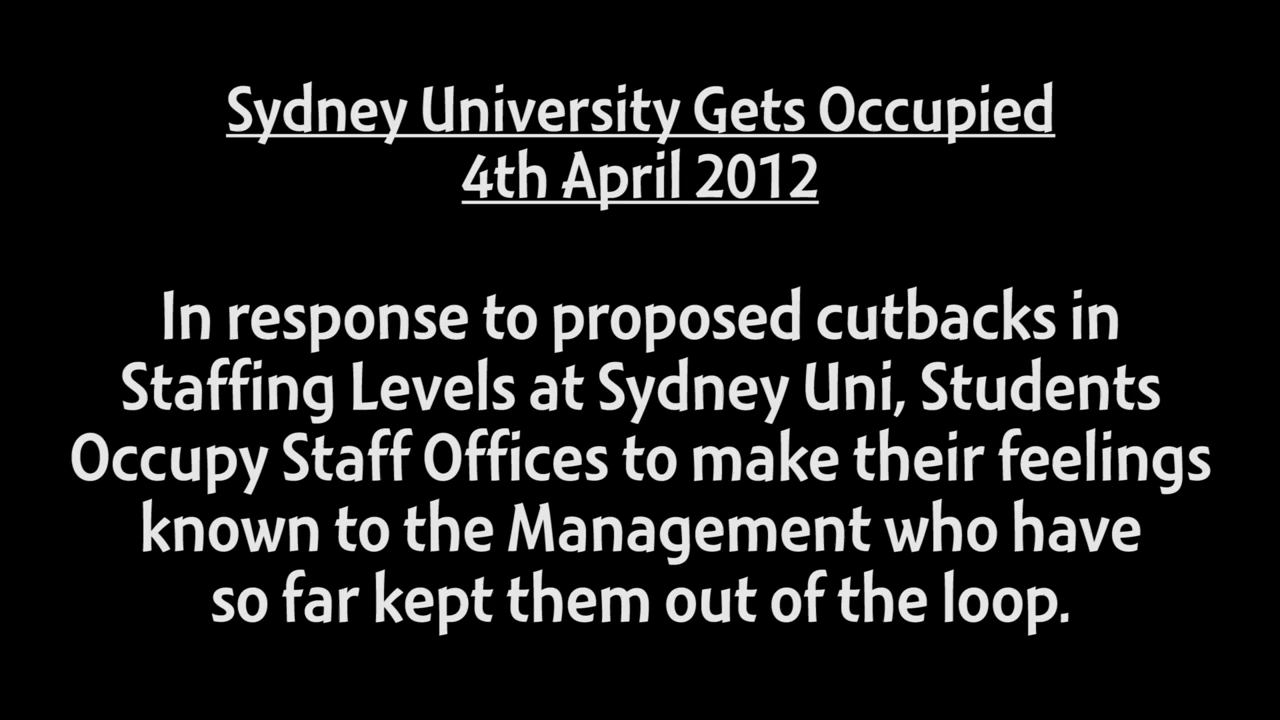 Sydney University Gets Occupied
4th April 2012
In response to proposed cutbacks in
Staffing Levels at Sydney Uni, Students
Occupy Staff Offices to make their feelings
known to the Management who have
so far kept them out of the loop.